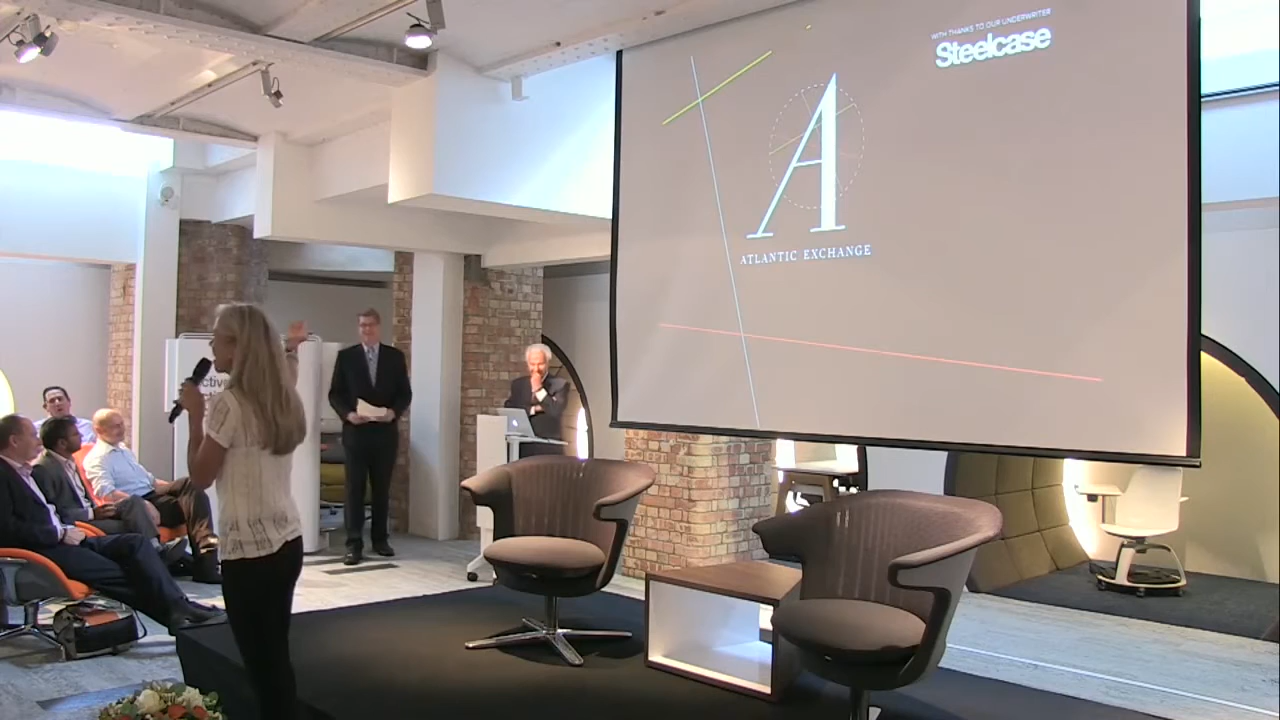 WITH THANKS TO OUR UNDERWRITER
Steelcase
A
ATLANTIC EXCHANGE